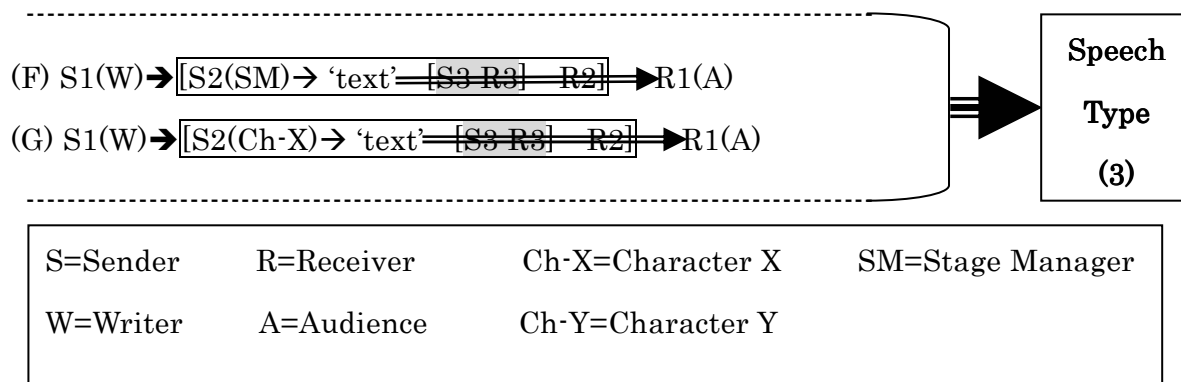 (F) S1(W)➔[S2(SM)→ ‘text’ [S3 R3] R2] R1(A)
(G) S1(W)➔[S2(Ch-X)→ ‘text’ [S3 R3] R2] R1(A)
Speech
Type
(3)
S=Sender R=Receiver Ch-X=Character X SM=Stage Manager
W=Writer A=Audience Ch-Y=Character Y